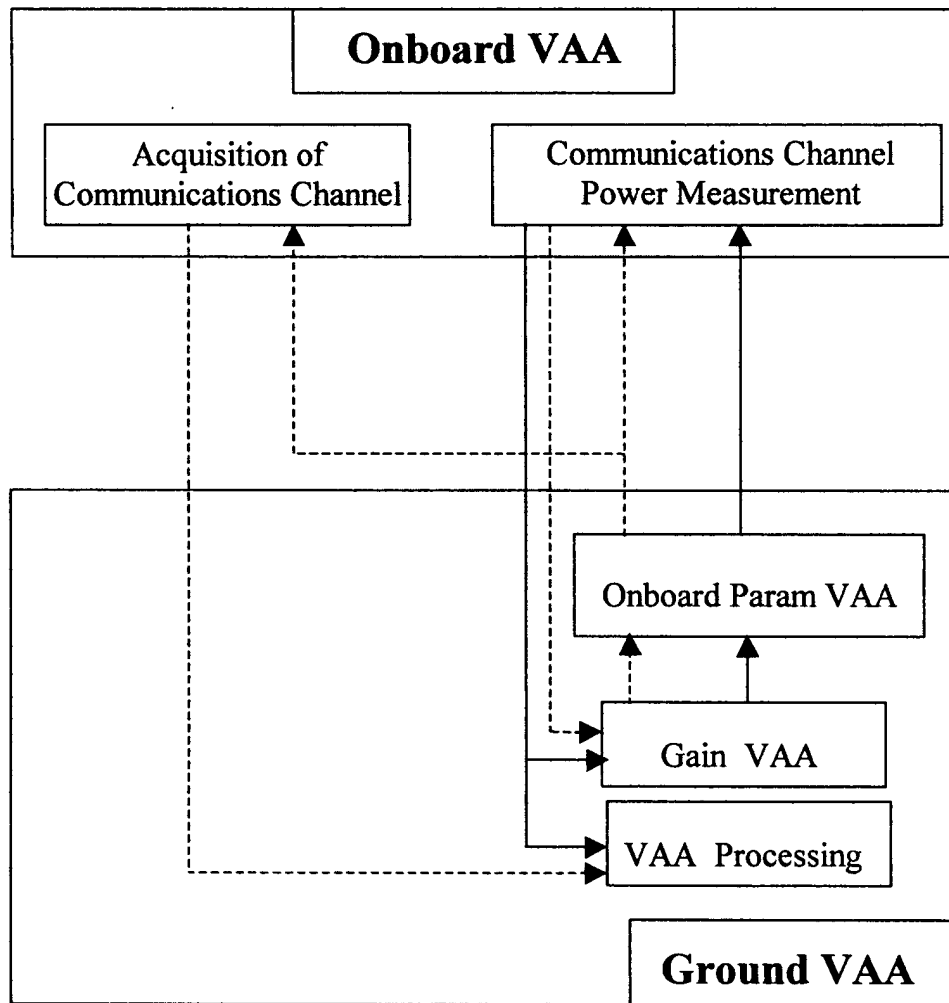 Onboard VAA
Acquisition of
Communications Channel
Communications Channel
Power Measurement
Onboard Param VAA
Gain VAA
VAA Processing
Ground VAA